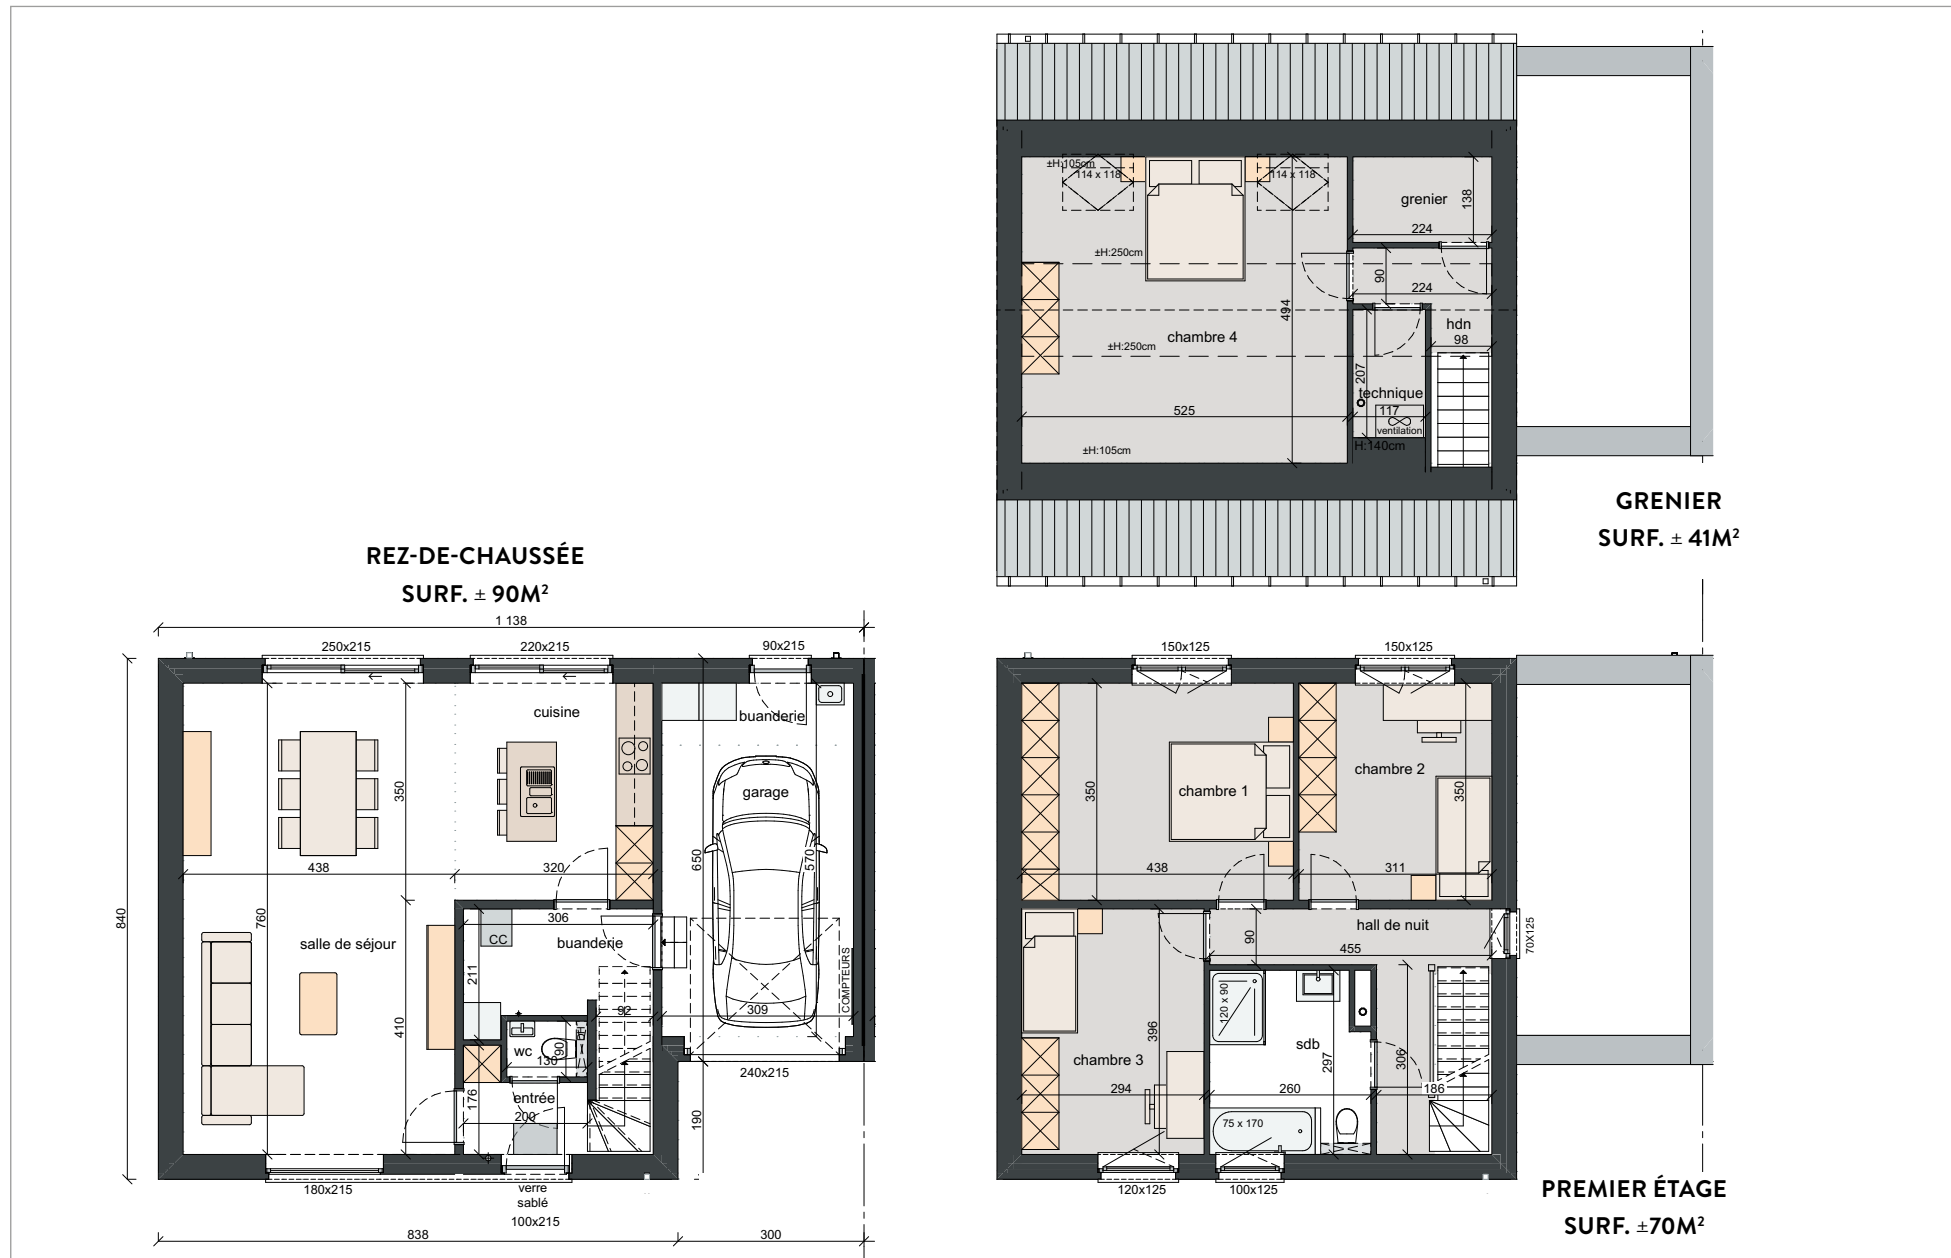 ±H:105cm
114 x 118
114 x 118
grenier
138
224
±H:250cm
90
224
494
hdn
98
chambre 4
±H:250cm
207
technique
525
117
ventilation
H:140cm
±H:105cm
GRENIER
SURF. ± 41M²
REZ-DE-CHAUSSÉE
SURF. ± 90M²
1 138
250x215
220x215
90x215
cuisine
buanderie
garage
350
650
570
438
320
840
760
306
CC
buanderie
salle de séjour
211
410
COMPTEURS
92
309
wc
90
130
240x215
176
entrée
200
190
180x215
verre
sablé
100x215
838
300
150x125
150x125
chambre 2
350
chambre 1
350
438
311
hall de nuit
90
455
70X125
120 x 90
396
sdb
297
306
chambre 3
294
260
186
75 x 170
120x125
100x125
PREMIER ÉTAGE
SURF. ±70M²